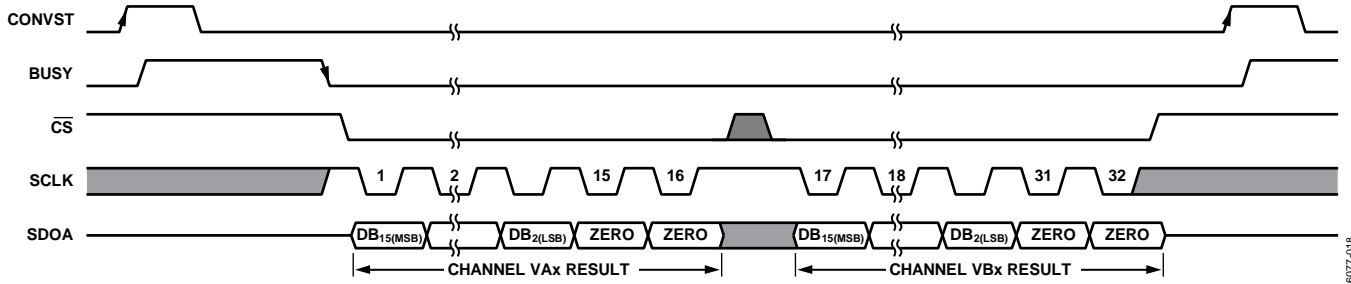 CONVST
BUSY
CS
SCLK 1 2 15 16 17 18 31 32
SDOA DB15(MSB) DB2(LSB) ZERO ZERO DB15(MSB) DB2(LSB) ZERO ZERO
CHANNEL VAx RESULT CHANNEL VBx RESULT
6077-018